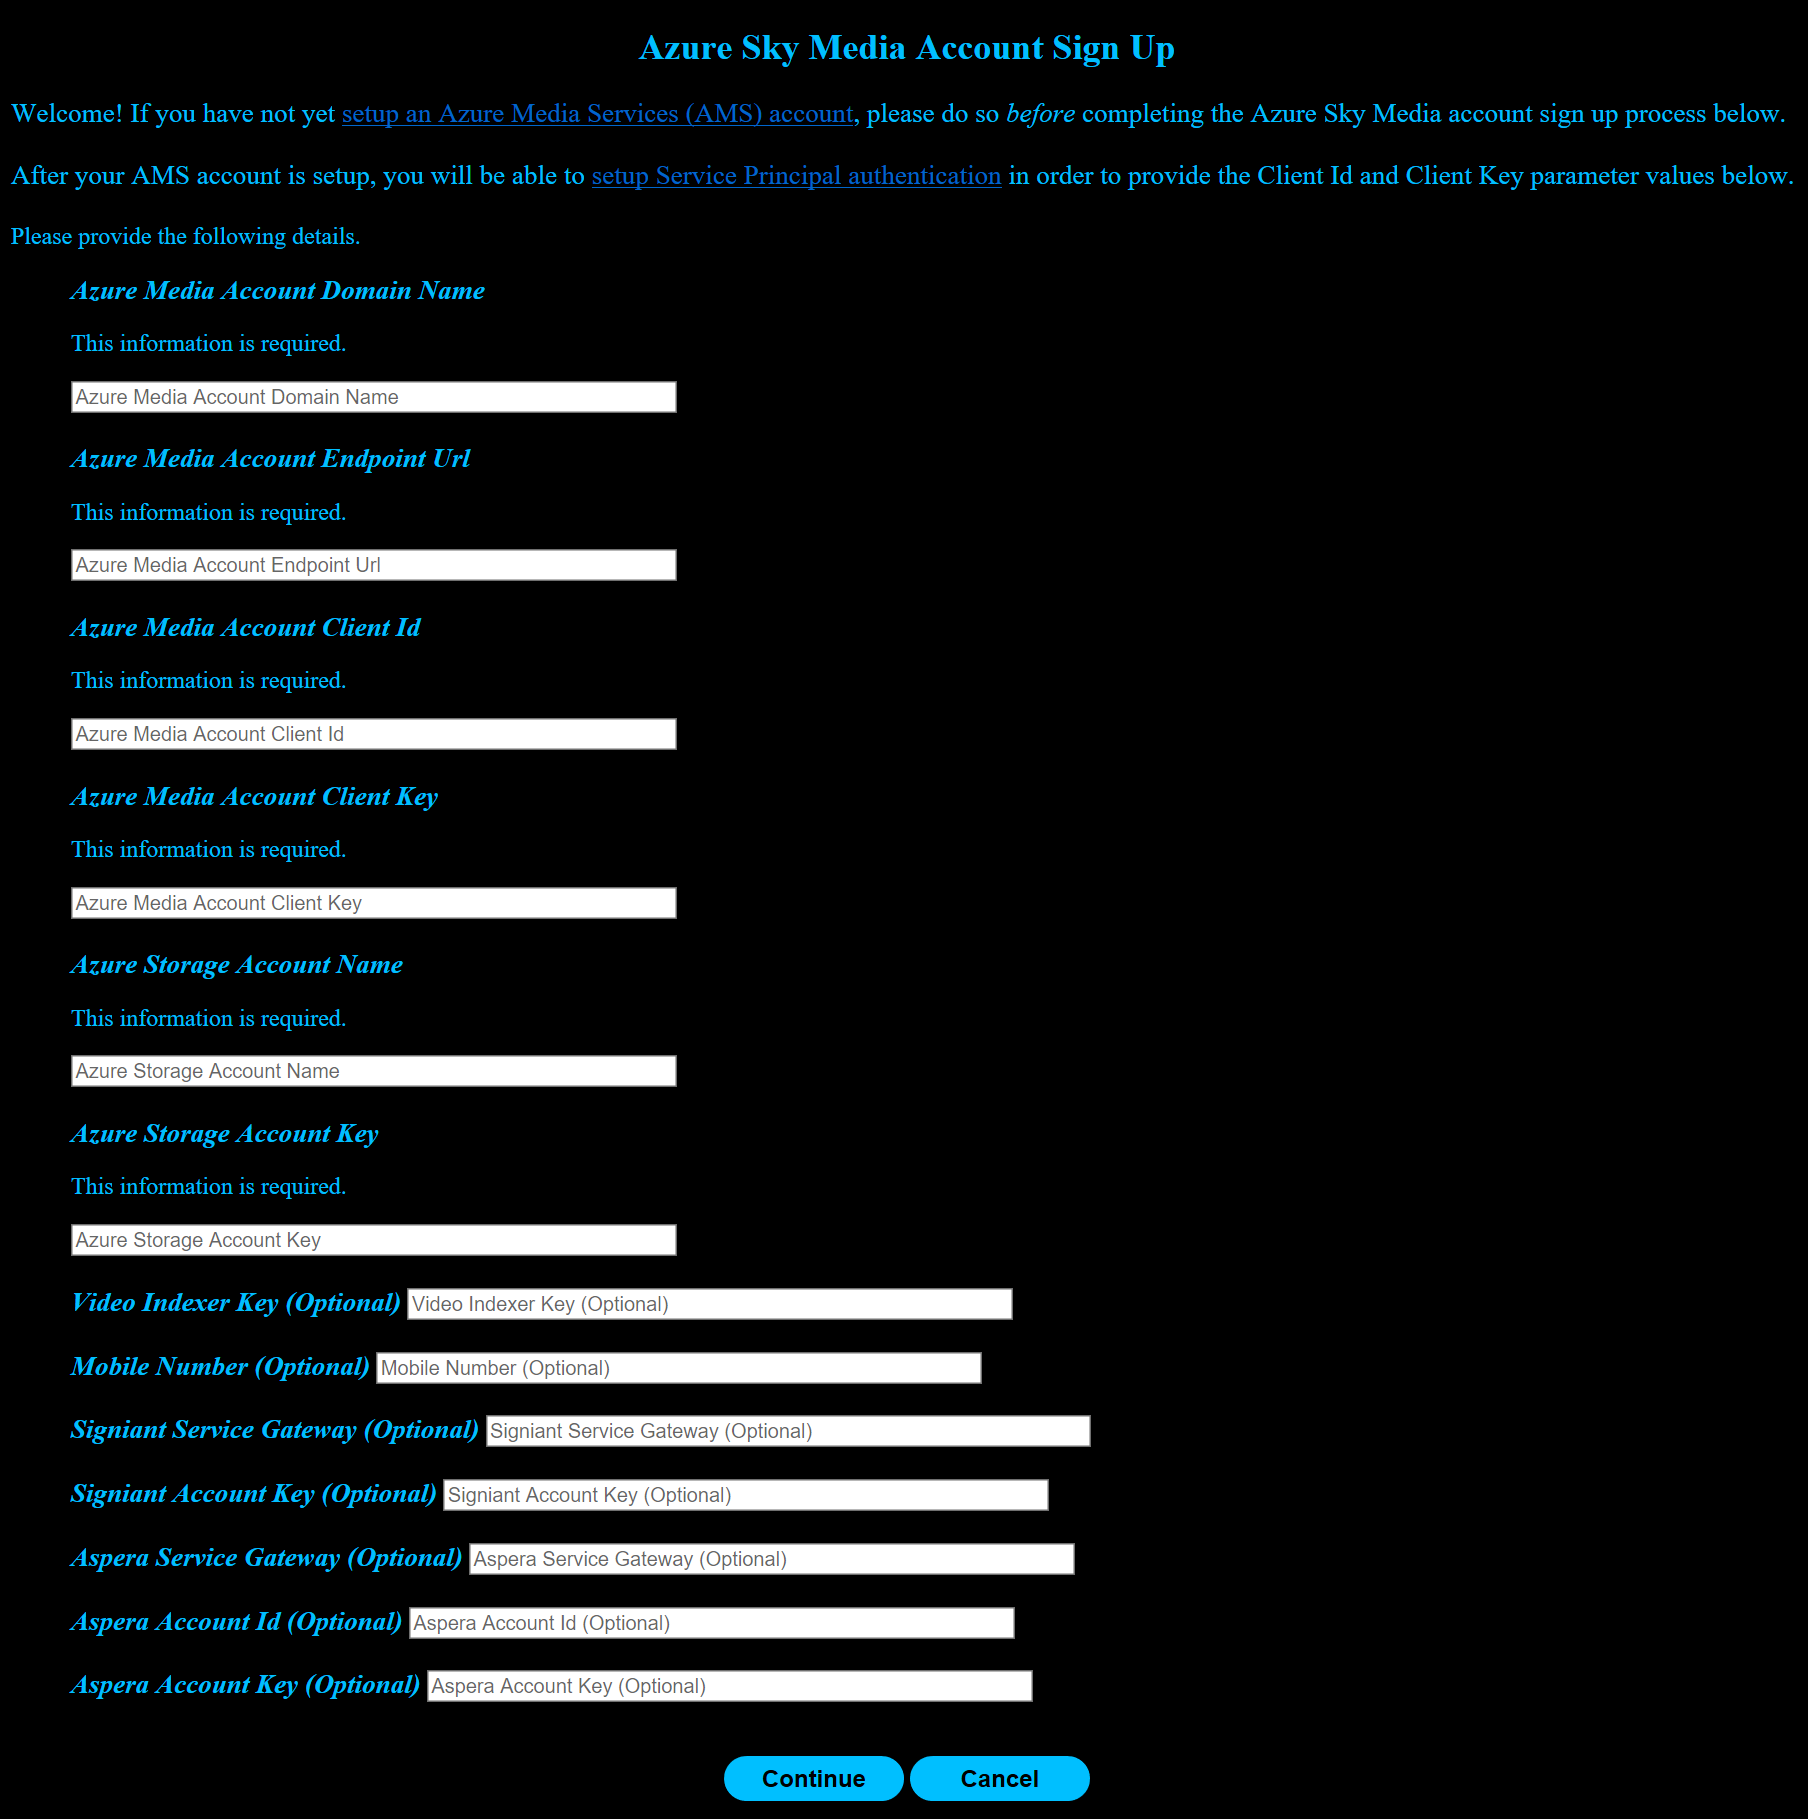 Azure Sky Media Account Sign Up
Welcome! If you have not yet setup an Azure Media Services (AMS) account, please do so before completing the Azure Sky Media account sign up process below.
After your AMS account is setup, you will be able to setup Service Principal authentication in order to provide the Client Id and Client Key parameter values below.
Please provide the following details.
Azure Media Account Domain Name
This information is required.
Azure Media Account Domain Name
Azure Media Account Endpoint Url
This information is required.
Azure Media Account Endpoint Url
Azure Media Account Client Id
This information is required.
Azure Media Account Client Id
Azure Media Account Client Key
This information is required.
Azure Media Account Client Key
Azure Storage Account Name
This information is required.
Azure Storage Account Name
Azure Storage Account Key
This information is required.
Azure Storage Account Key
Video Indexer Key (Optional) Video Indexer Key (Optional)
Mobile Number (Optional) Mobile Number (Optional)
Signiant Service Gateway (Optional) Signiant Service Gateway (Optional)
Signiant Account Key (Optional) Signiant Account Key (Optional)
Aspera Service Gateway (Optional) Aspera Service Gateway (Optional)
Aspera Account Id (Optional) Aspera Account Id (Optional)
Aspera Account Key (Optional) Aspera Account Key (Optional)
Continue Cancel